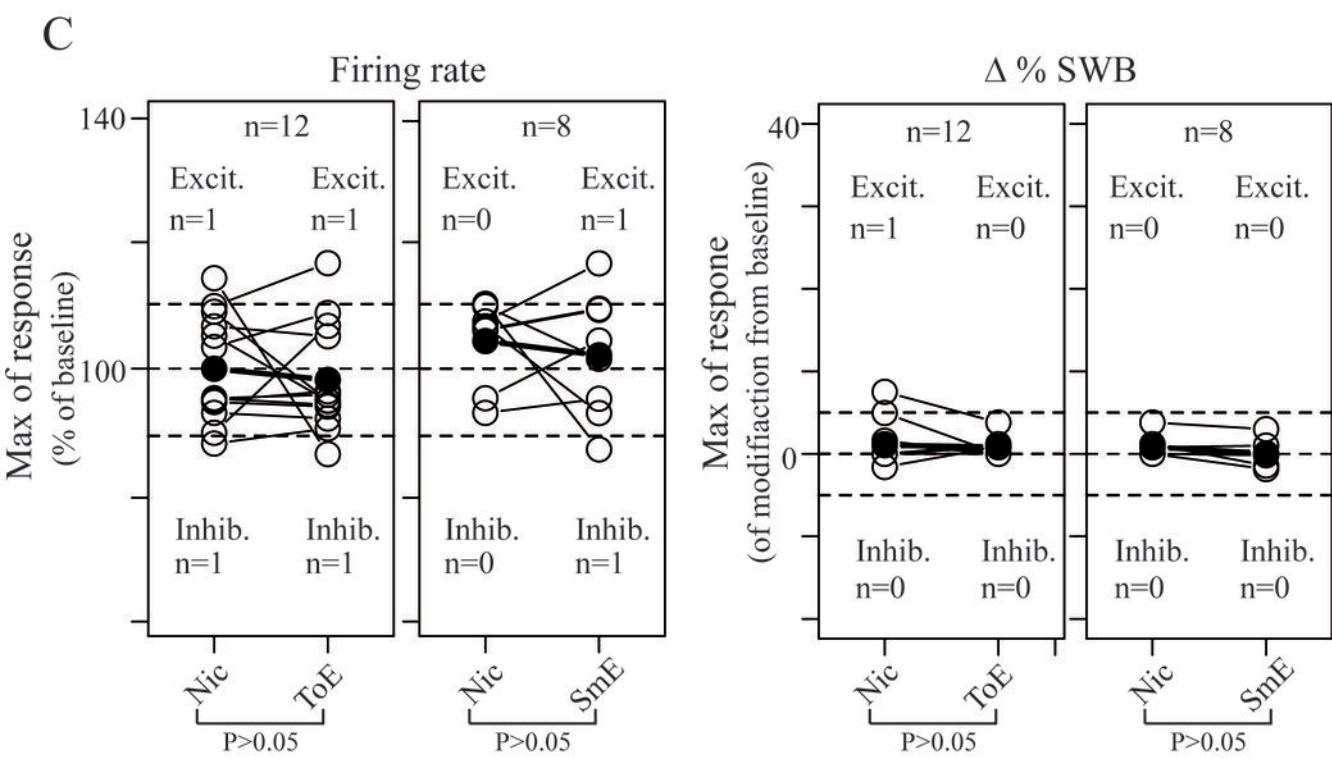 C
Firing rate
Δ % SWB
Max of response
(% of baseline)
140
100
n=12
Excit. Excit.
n=1 n=1
Inhib. Inhib.
n=1 n=1
Nic ToE
P>0.05
n=8
Excit. Excit.
n=0 n=1
Inhib. Inhib.
n=0 n=1
Nic SmE
P>0.05
Max of respone
(of modifiaction from baseline)
40
0
n=12
Excit. Excit.
n=1 n=0
Inhib. Inhib.
n=0 n=0
Nic ToE
P>0.05
n=8
Excit. Excit.
n=0 n=0
Inhib. Inhib.
n=0 n=0
Nic SmE
P>0.05